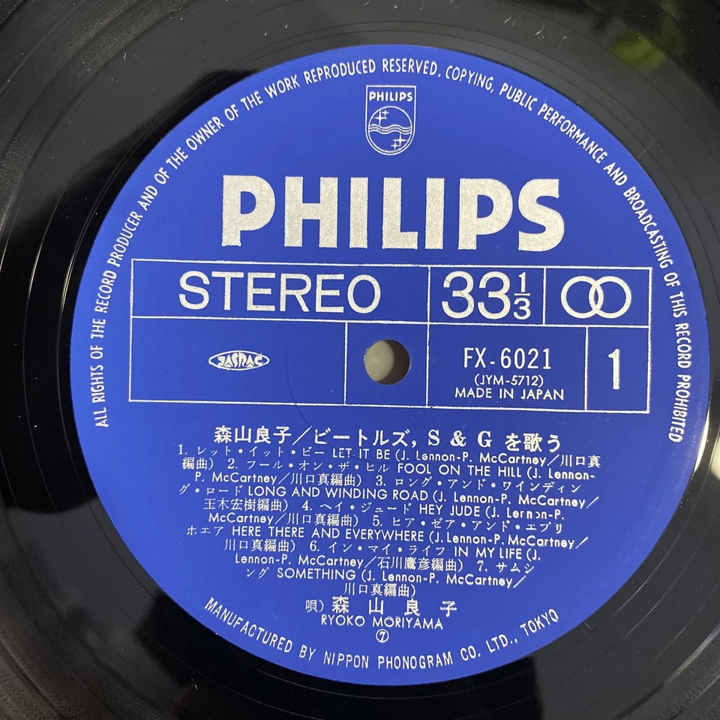 ALL RIGHTS OF THE RECORD PRODUCER AND OF THE OWNER OF THE WORK REPRODUCED RESERVED. COPYING, PUBLIC PERFORMANCE AND BROADCASTING OF THIS RECORD PROHIBITED
PHILIPS
PHILIPS
STEREO 33 1/3
JASRAC FX-6021 1
(JYM-5712)
MADE IN JAPAN
森山良子/ビートルズ, S & G を歌う
1. レット・イット・ビー LET IT BE (J. Lennon-P. McCartney/川口真
編曲) 2. フール・オン・ザ・ヒル FOOL ON THE HILL (J. Lennon-
P. McCartney/川口真編曲) 3. ロング・アンド・ワインディン
グ・ロード LONG AND WINDING ROAD (J. Lennon-P. McCartney/
玉木宏樹編曲) 4. ヘイ・ジュード HEY JUDE (J. Lennon-P.
McCartney/川口真編曲) 5. ヒア・ゼア・アンド・エブリ
ホエア HERE THERE AND EVERYWHERE (J. Lennon-P. McCartney/
川口真編曲) 6. イン・マイ・ライフ IN MY LIFE (J.
Lennon-P. McCartney/石川鷹彦編曲) 7. サムシ
ング SOMETHING (J. Lennon-P. McCartney/
川口真編曲)
唄) 森山良子
RYOKO MORIYAMA
⑦
MANUFACTURED BY NIPPON PHONOGRAM CO. LTD., TOKYO